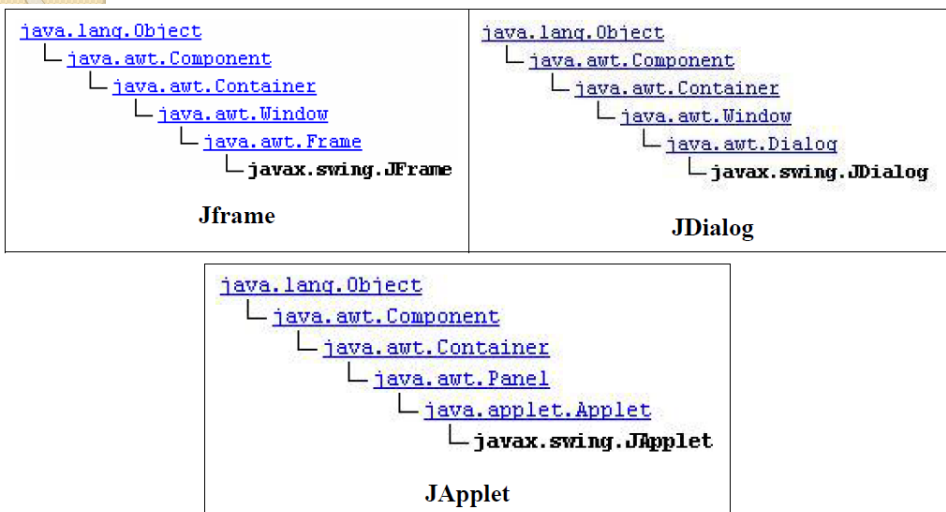 java.lang.Object
java.awt.Component
java.awt.Container
java.awt.Window
java.awt.Frame
javax.swing.JFrame
Jframe
java.lang.Object
java.awt.Component
java.awt.Container
java.awt.Window
java.awt.Dialog
javax.swing.JDialog
JDialog
java.lang.Object
java.awt.Component
java.awt.Container
java.awt.Panel
java.applet.Applet
javax.swing.JApplet
JApplet